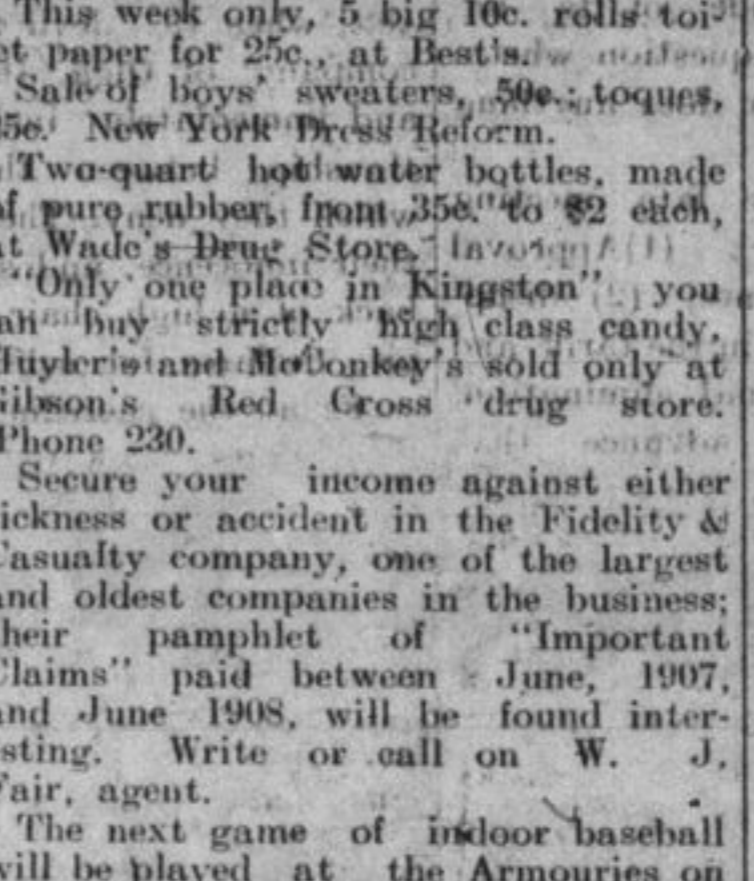 This week only, 5 big 10c. rolls toi-
et paper for 25c., at Best's.
Sale of boys' sweaters, 50c.; toques,
5c. New York Dress Reform.
Two-quart hot water bottles, made
f pure rubber, from 35c. to $2 each,
t Wade's Drug Store.
"Only one place in Kingston" you
an buy strictly high class candy,
uyler's and McConkey's sold only at
ibson's Red Cross drug store.
Phone 230.
Secure your income against either
ickness or accident in the Fidelity &
Casualty company, one of the largest
and oldest companies in the business;
heir pamphlet of "Important
Claims" paid between June, 1907,
and June 1908, will be found inter-
sting. Write or call on W. J.
Fair, agent.
The next game of indoor baseball
will be played at the Armouries on